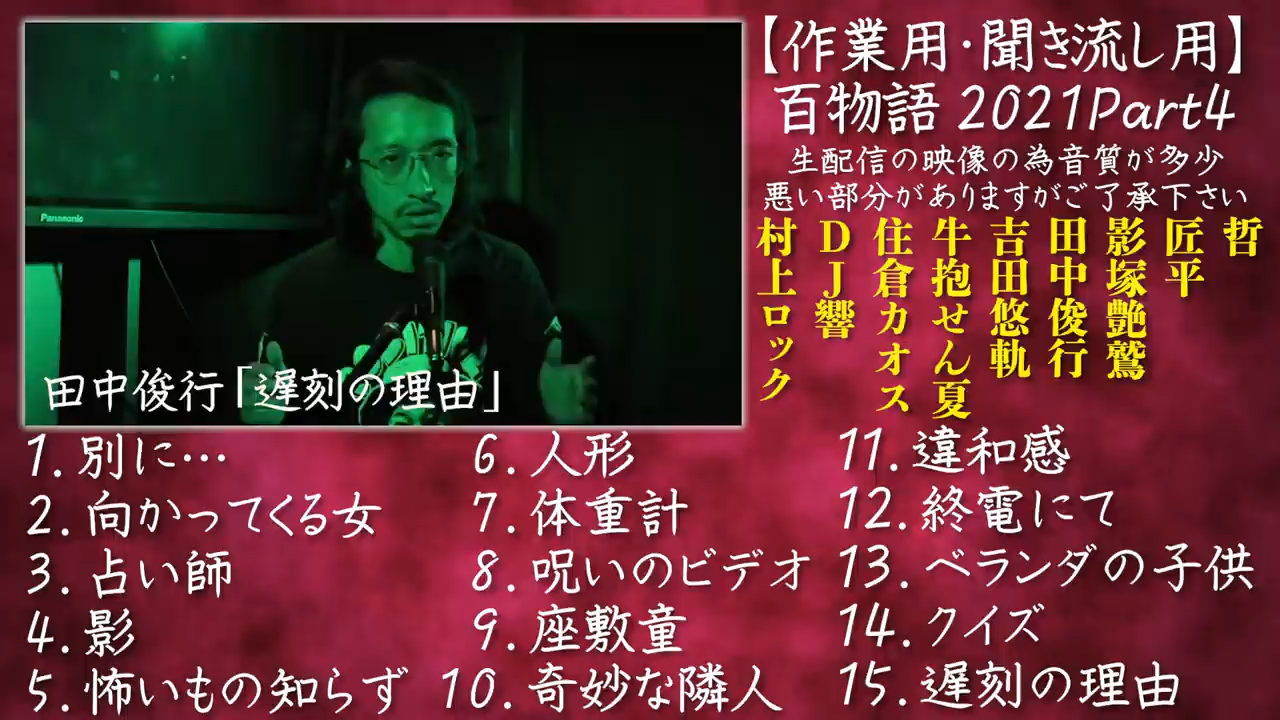 【作業用・聞き流し用】
百物語 2021Part4
生配信の映像の為音質が多少
悪い部分がありますがご了承下さい
哲
匠平
影塚艶鷲
田中俊行
吉田悠軌
牛抱せん夏
住倉カオス
DJ響
村上ロック
Panasonic
田中俊行「遅刻の理由」
1.別に…
2.向かってくる女
3.占い師
4.影
5.怖いもの知らず
6.人形
7.体重計
8.呪いのビデオ
9.座敷童
10.奇妙な隣人
11.違和感
12.終電にて
13.ベランダの子供
14.クイズ
15.遅刻の理由